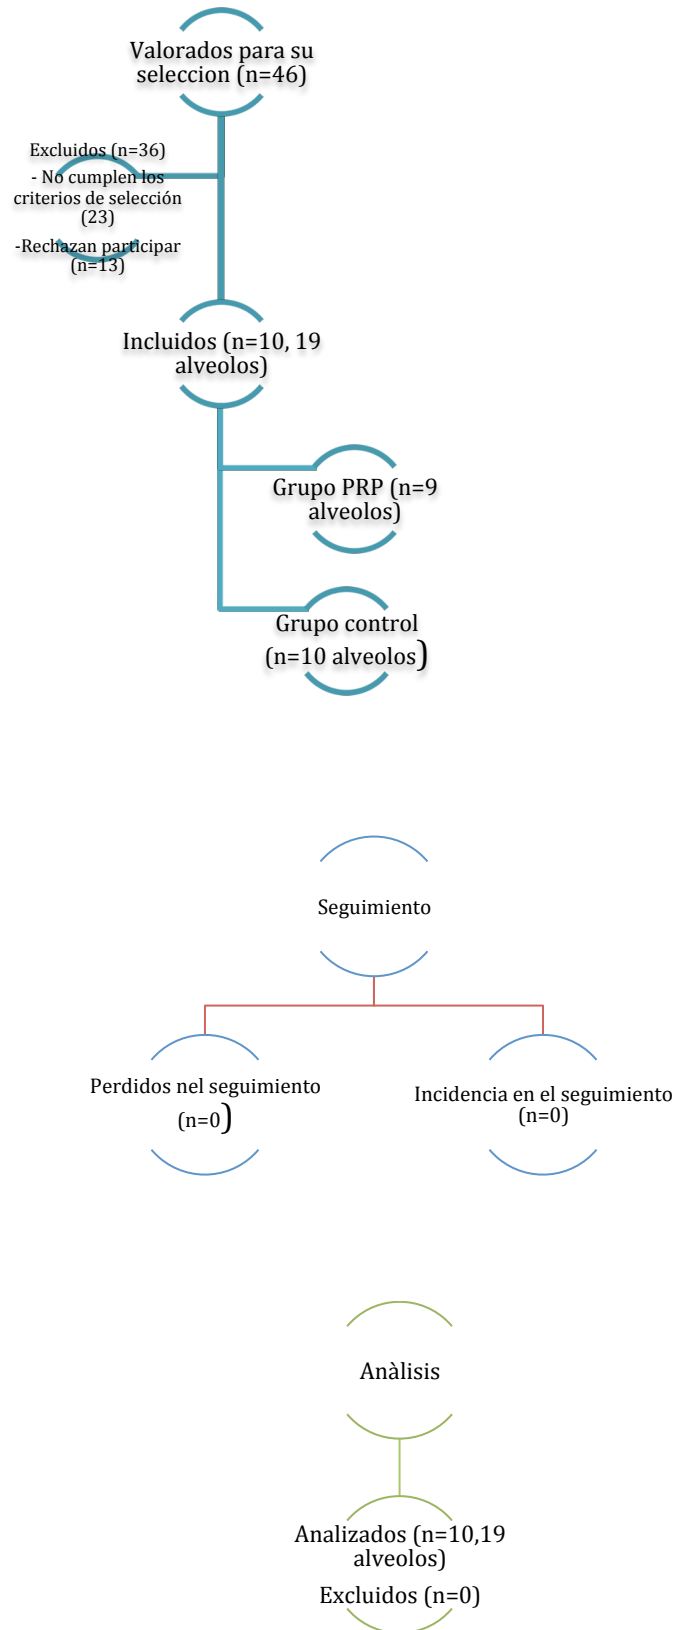 Valorados para su
seleccion (n=46)
Excluidos (n=36)
- No cumplen los
criterios de selección
(23)
-Rechazan participar
(n=13)
Incluidos (n=10, 19
alveolos)
Grupo PRP (n=9
alveolos)
Grupo control
(n=10 alveolos)
Seguimiento
Perdidos nel seguimiento
(n=0)
Incidencia en el seguimiento
(n=0)
Anàlisis
Analizados (n=10,19
alveolos)
Excluidos (n=0)